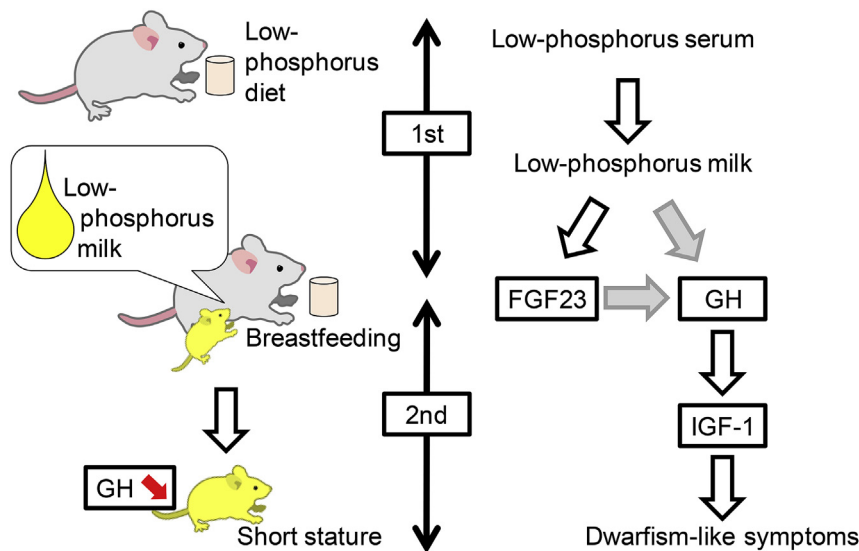 Low-
phosphorus
diet
Low-
phosphorus
milk
Breastfeeding
GH
Short stature
1st
2nd
Low-phosphorus serum
Low-phosphorus milk
FGF23
GH
IGF-1
Dwarfism-like symptoms